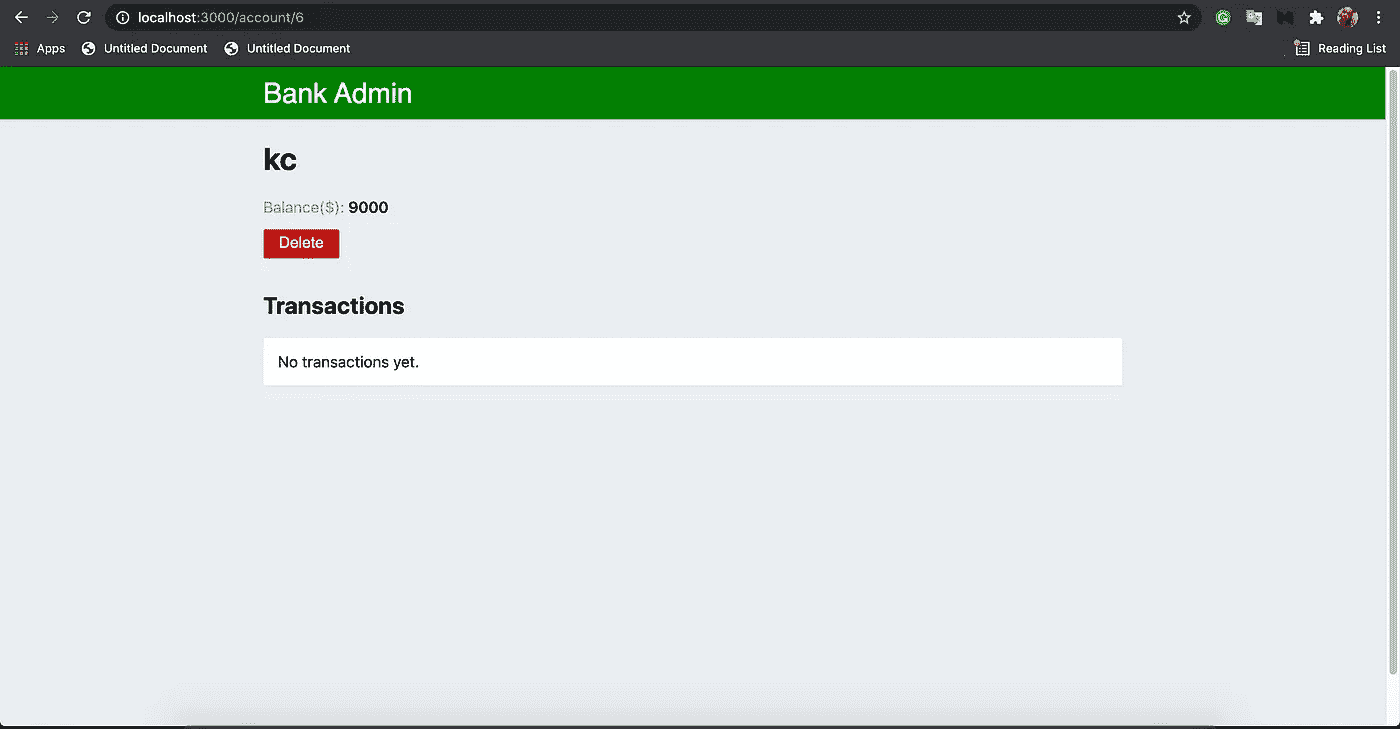 localhost:3000/account/6
Apps Untitled Document Untitled Document Reading List
Bank Admin
kc
Balance($): 9000
Delete
Transactions
No transactions yet.